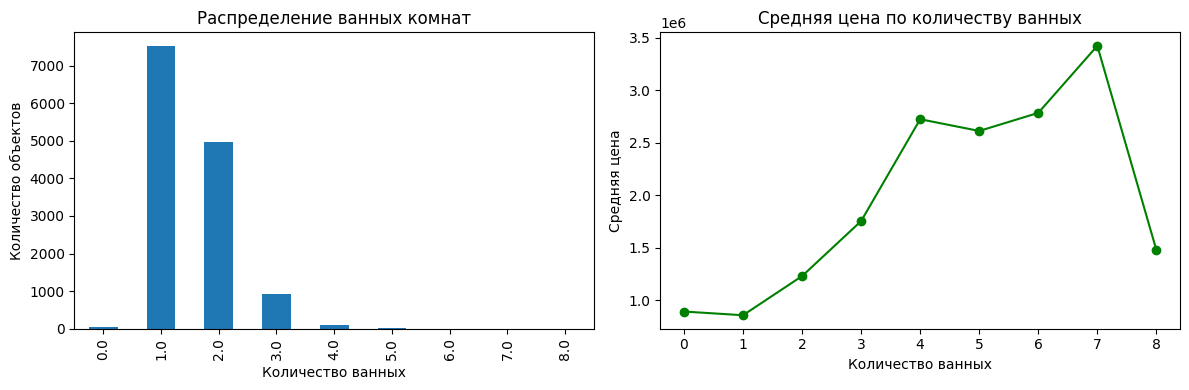 Распределение ванных комнат
Количество объектов
7000
6000
5000
4000
3000
2000
1000
0
0.0 1.0 2.0 3.0 4.0 5.0 6.0 7.0 8.0
Количество ванных
Средняя цена по количеству ванных
1e6
Средняя цена
3.5
3.0
2.5
2.0
1.5
1.0
0 1 2 3 4 5 6 7 8
Количество ванных